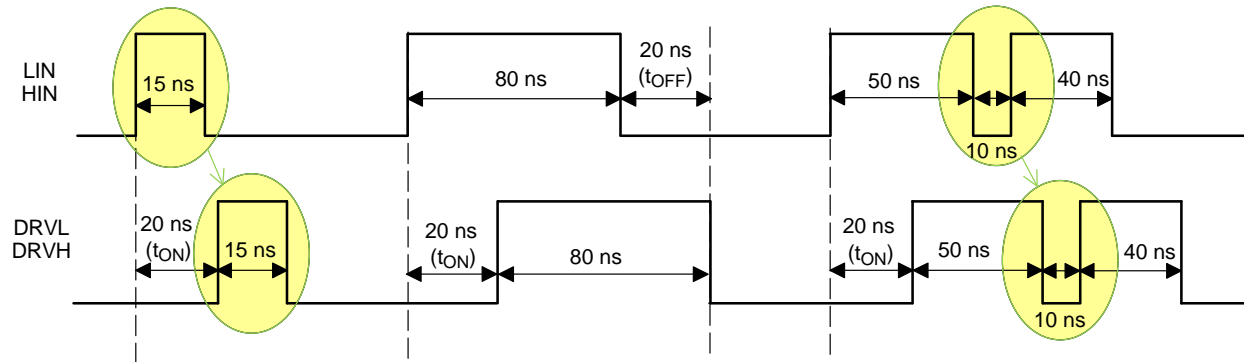 LIN
HIN
15 ns
80 ns
20 ns
(tOFF)
50 ns
40 ns
10 ns
DRVL
DRVH
20 ns
(tON)
15 ns
20 ns
(tON)
80 ns
20 ns
(tON)
50 ns
40 ns
10 ns